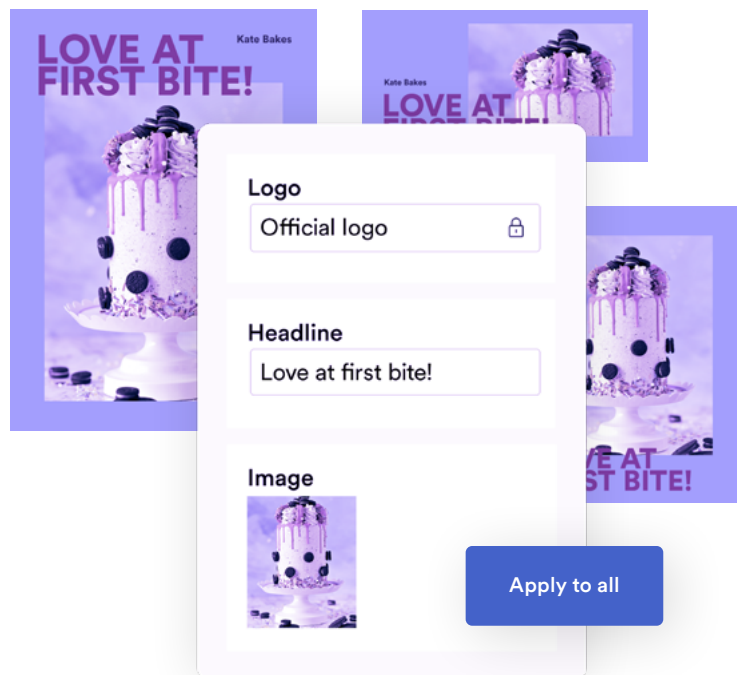 LOVE AT
FIRST BITE!
Kate Bakes
Kate Bakes
LOVE AT
FIRST BITE!
Logo
Official logo
Headline
Love at first bite!
Image
AT
BITE!
Apply to all